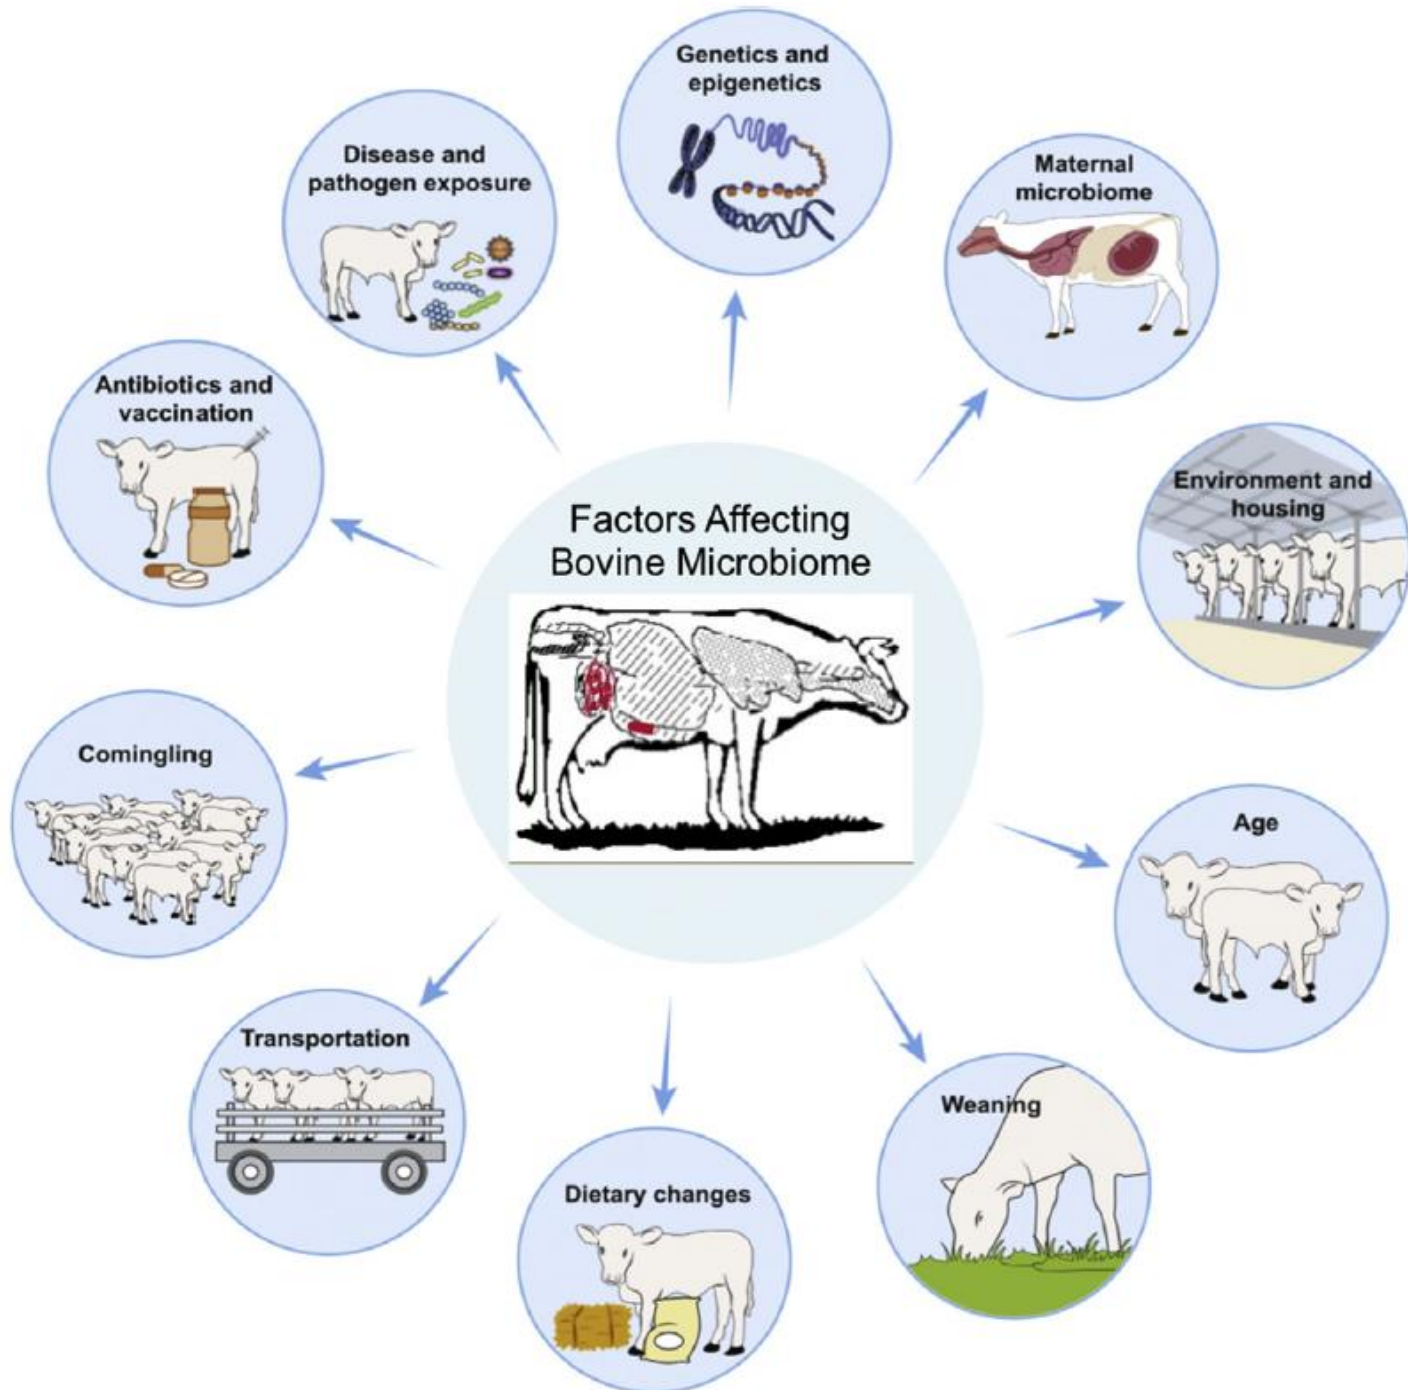 Genetics and
epigenetics
Disease and
pathogen exposure
Maternal
microbiome
Antibiotics and
vaccination
Environment and
housing
Factors Affecting
Bovine Microbiome
Comingling
Age
Transportation
Weaning
Dietary changes